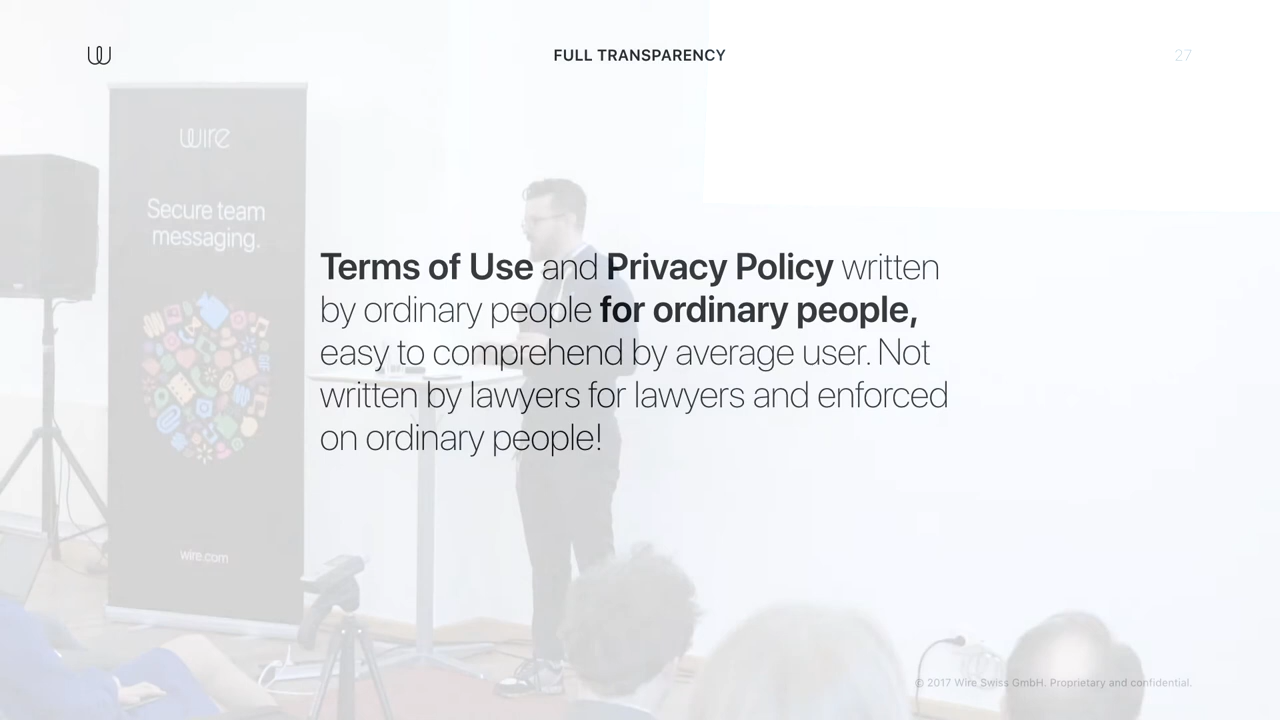 FULL TRANSPARENCY
27
wire
Secure team
messaging.
Terms of Use and Privacy Policy written
by ordinary people for ordinary people,
easy to comprehend by average user. Not
written by lawyers for lawyers and enforced
on ordinary people!
wire.com
© 2017 Wire Swiss GmbH. Proprietary and confidential.